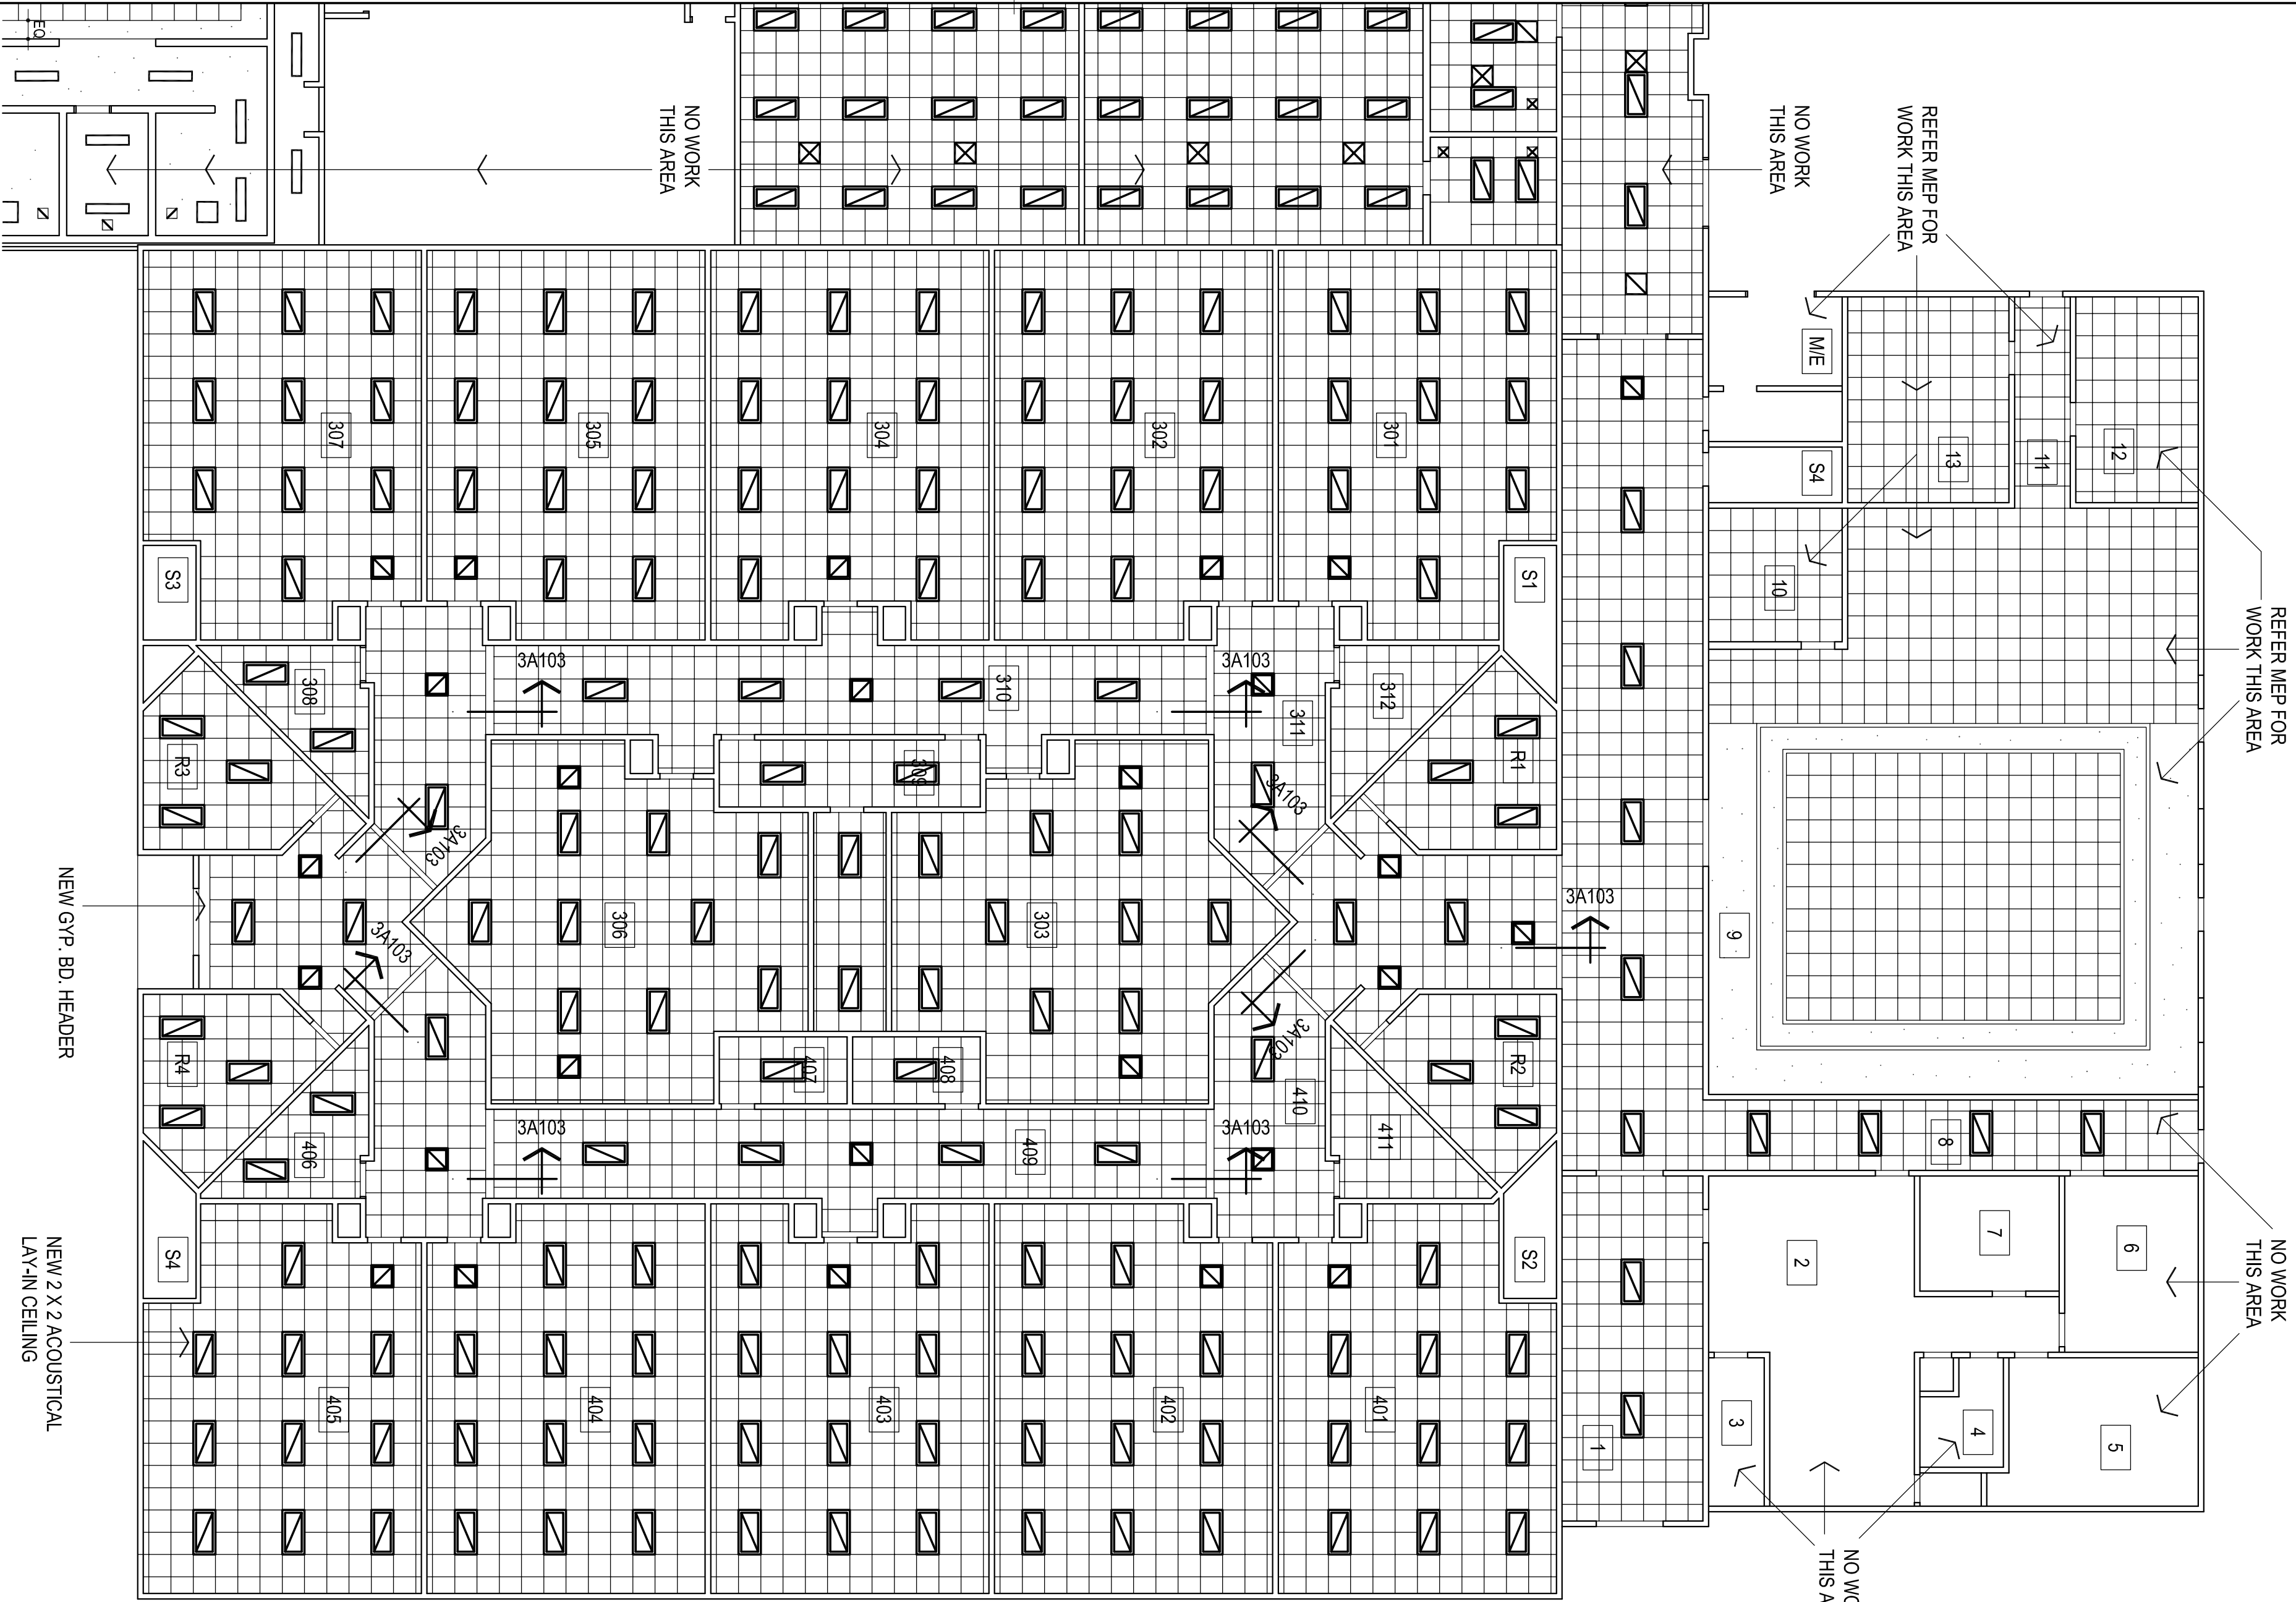 EQ
NO WORK
THIS AREA
NO WORK
THIS AREA
REFER MEP FOR
WORK THIS AREA
REFER MEP FOR
WORK THIS AREA
NO WORK
THIS AREA
M/E
S4
13
11
12
10
9
8
7
6
5
4
3
2
1
307
305
304
302
301
S3
S1
308
R3
310
309
311
312
R1
306
303
R4
406
407
408
409
410
411
R2
S4
S2
405
404
403
402
401
3A103
3A103
3A103
3A103
3A103
3A103
3A103
3A103
3A103
NEW GYP. BD. HEADER
NEW 2 X 2 ACOUSTICAL
LAY-IN CEILING
NO WO
THIS A